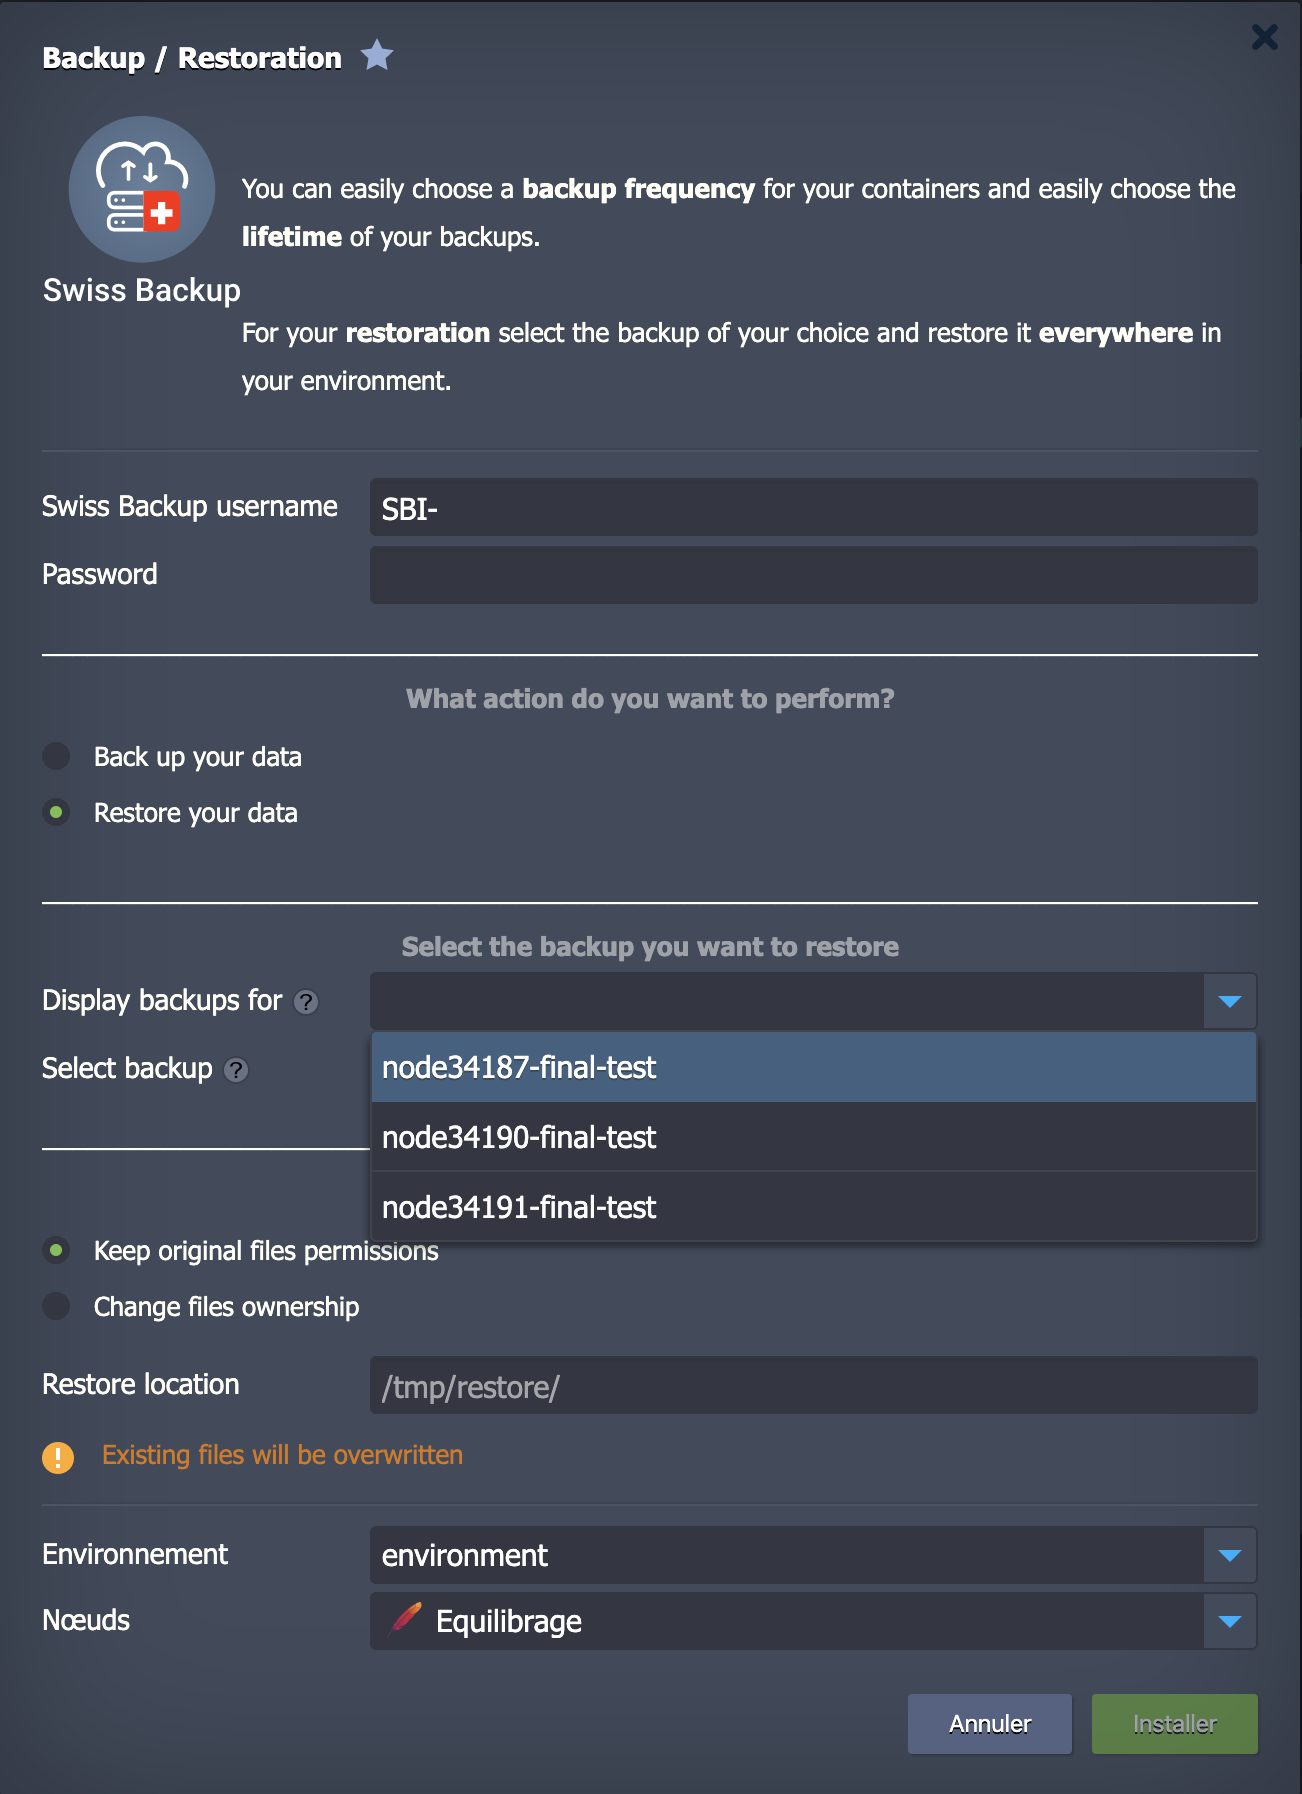 Backup / Restoration
You can easily choose a backup frequency for your containers and easily choose the
lifetime of your backups.
Swiss Backup
For your restoration select the backup of your choice and restore it everywhere in
your environment.
Swiss Backup username
SBI-
Password
What action do you want to perform?
Back up your data
Restore your data
Select the backup you want to restore
Display backups for ?
Select backup ?
node34187-final-test
node34190-final-test
node34191-final-test
Keep original files permissions
Change files ownership
Restore location
/tmp/restore/
Existing files will be overwritten
Environnement
environment
Nœuds
Equilibrage
Annuler
Installer